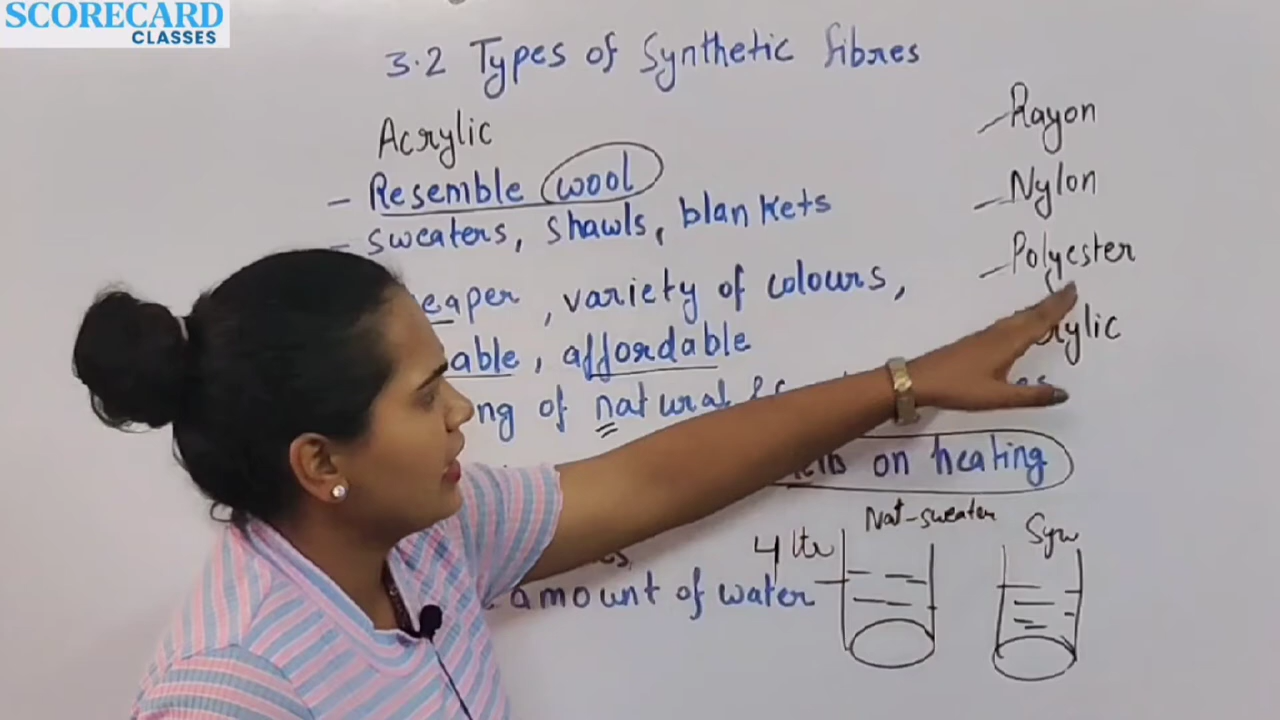 SCORECARD
CLASSES
3.2 Types of Synthetic fibres
Acrylic
- Resemble wool
- sweaters, shawls, blankets
eaper, variety of colours,
able, affordable
ng of natural &
on heating
amount of water
Rayon
Nylon
Polyester
rylic
4 ltr
Nat-sweater
Syn